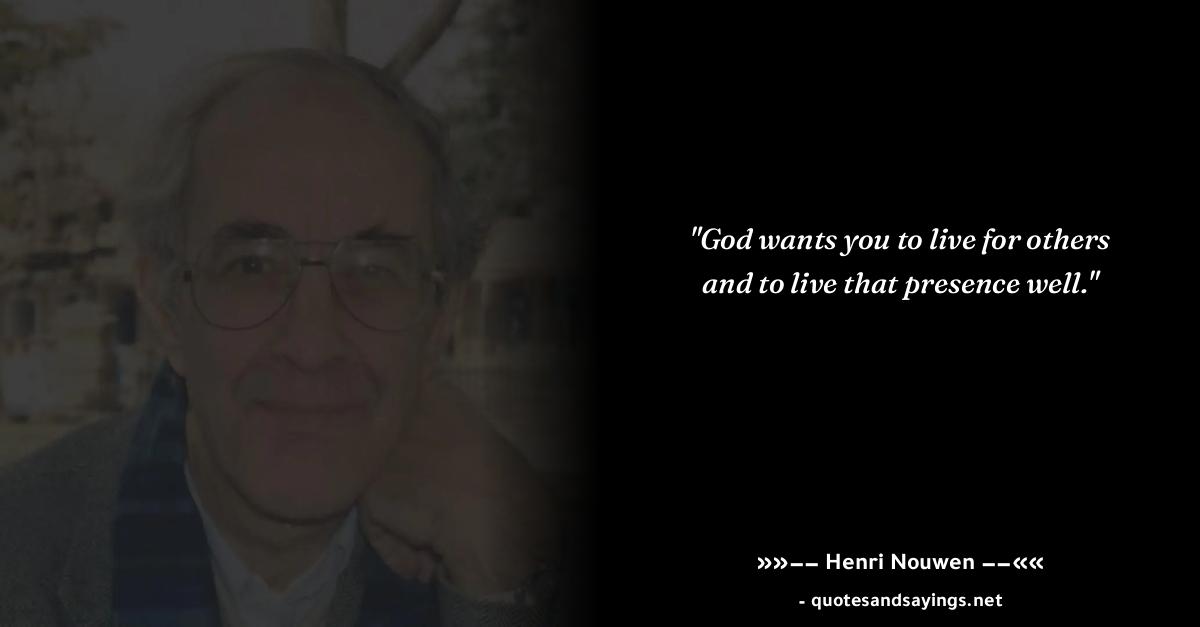 "God wants you to live for others
and to live that presence well."
»»−− Henri Nouwen −−««
- quotesandsayings.net